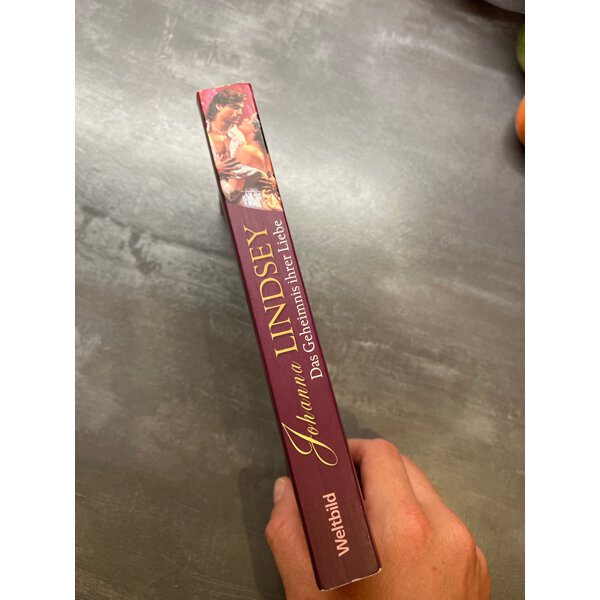 Johanna LINDSEY
Das Geheimnis ihrer Liebe
Weltbild